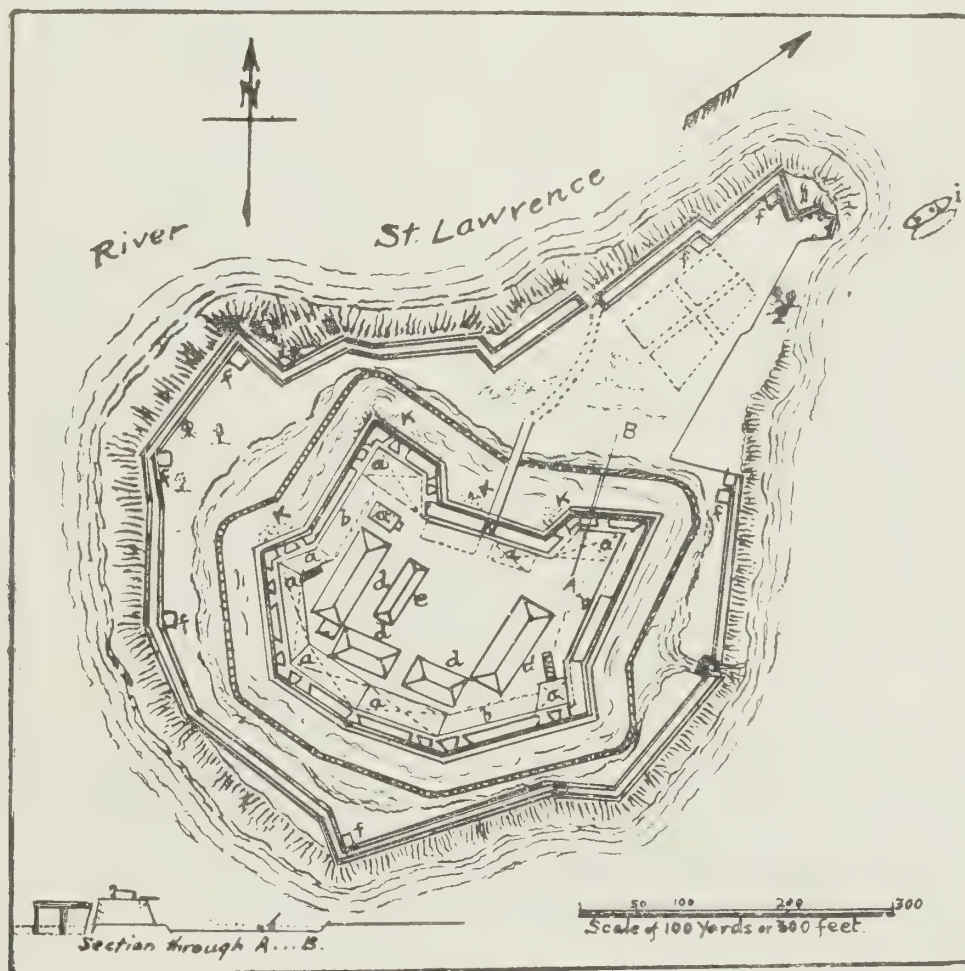 N
River
St. Lawrence
i
f
f
f
B
f
K
K
K
K
a
b
a
a
a
a
A
a
d
e
f
d
d
d
a
a
b
a
f
50 100 200 300
Scale of 100 Yards or 300 feet.
Section through A...B.